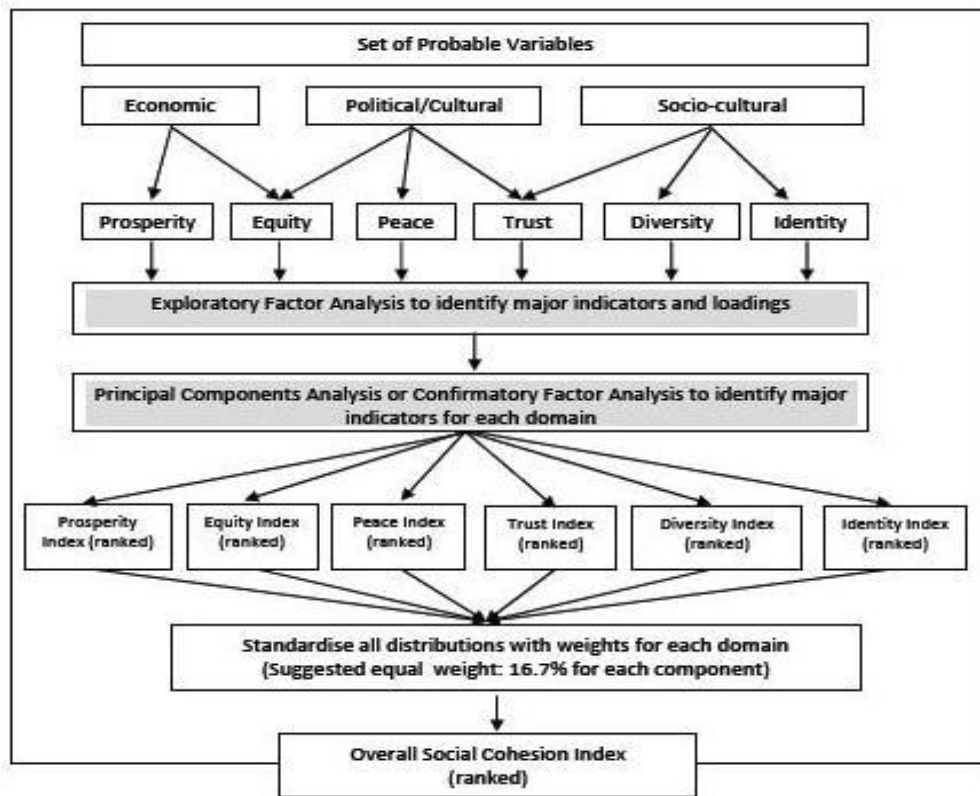 Set of Probable Variables
Economic
Political/Cultural
Socio-cultural
Prosperity
Equity
Peace
Trust
Diversity
Identity
Exploratory Factor Analysis to identify major indicators and loadings
Principal Components Analysis or Confirmatory Factor Analysis to identify major
indicators for each domain
Prosperity
Index (ranked)
Equity Index
(ranked)
Peace Index
(ranked)
Trust Index
(ranked)
Diversity Index
(ranked)
Identity Index
(ranked)
Standardise all distributions with weights for each domain
(Suggested equal weight: 16.7% for each component)
Overall Social Cohesion Index
(ranked)